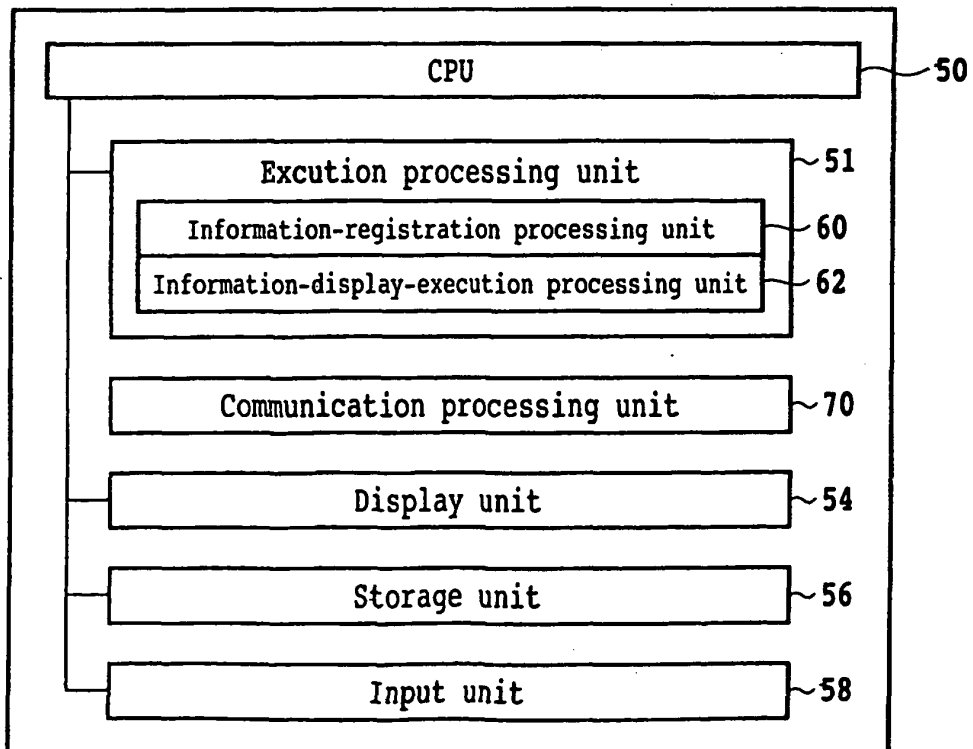 CPU 50
Excution processing unit 51
Information-registration processing unit 60
Information-display-execution processing unit 62
Communication processing unit 70
Display unit 54
Storage unit 56
Input unit 58